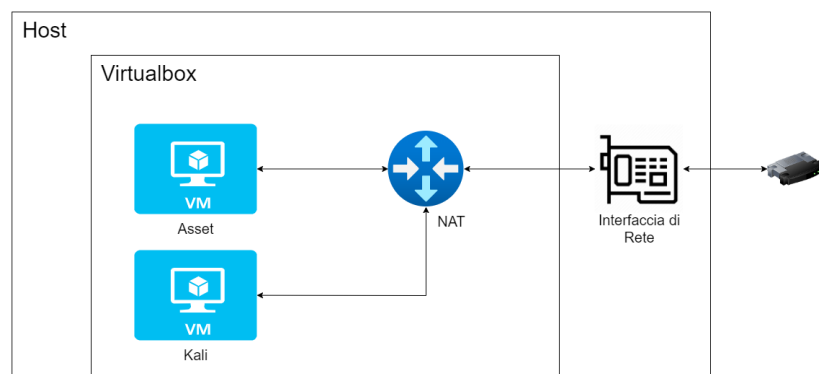 Host
Virtualbox
VM
Asset
NAT
Interfaccia di
Rete
VM
Kali